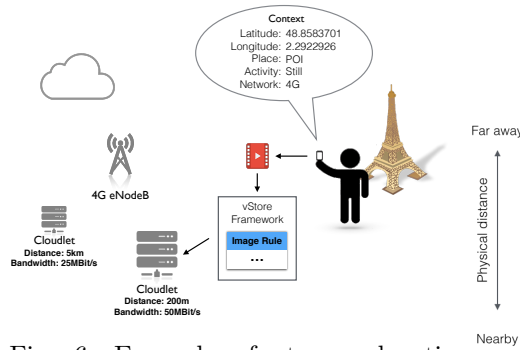 Context
Latitude: 48.8583701
Longitude: 2.2922926
Place: POI
Activity: Still
Network: 4G
Far away
4G eNodeB
vStore
Framework
Image Rule
...
Physical distance
Cloudlet
Distance: 5km
Bandwidth: 25MBit/s
Cloudlet
Distance: 200m
Bandwidth: 50MBit/s
Nearby